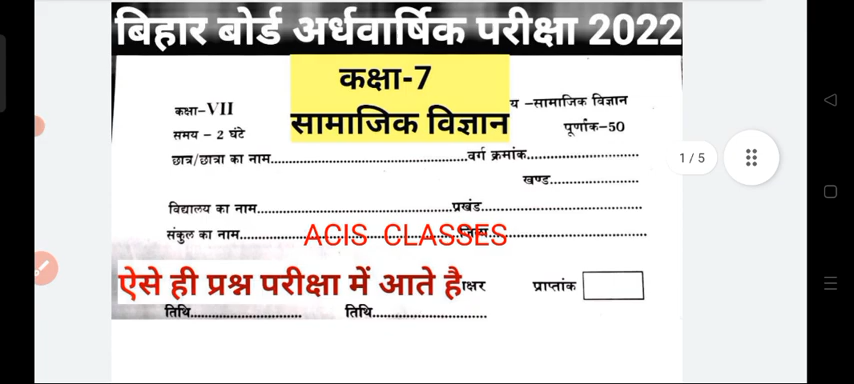 बिहार बोर्ड अर्धवार्षिक परीक्षा 2022
कक्षा-7
सामाजिक विज्ञान
कक्षा-VII
य -सामाजिक विज्ञान
समय - 2 घंटे
पूर्णांक-50
छात्र/छात्रा का नाम..............................वर्ग क्रमांक..............................
खण्ड..............................
1 / 5
विद्यालय का नाम..............................प्रखंड..............................
संकुल का नाम..............................
ACIS CLASSES
ऐसे ही प्रश्न परीक्षा में आते है
क्षर
प्राप्तांक
तिथि.............................. तिथि..............................